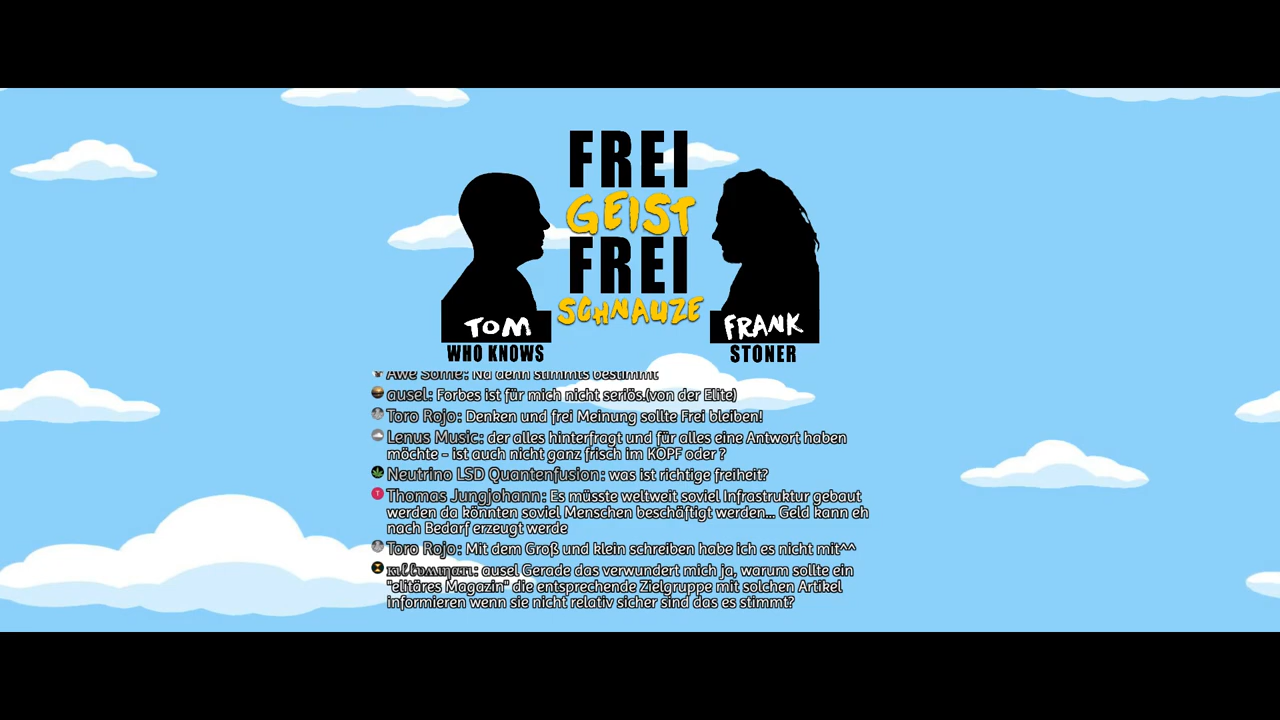 FREI
GEIST
FREI
SCHNAUZE
TOM
WHO KNOWS
FRANK
STONER
Awe Some: Na denn stimmts bestimmt
ausel: Forbes ist für mich nicht seriös.(von der Elite)
Toro Rojo: Denken und frei Meinung sollte Frei bleiben!
Lenus Music: der alles hinterfragt und für alles eine Antwort haben
möchte - ist auch nicht ganz frisch im KOPF oder ?
Neutrino LSD Quantenfusion: was ist richtige freiheit?
Thomas Jungjohann: Es müsste weltweit soviel Infrastruktur gebaut
werden da könnten soviel Menschen beschäftigt werden... Geld kann eh
nach Bedarf erzeugt werde
Toro Rojo: Mit dem Groß und klein schreiben habe ich es nicht mit^^
ausel Gerade das verwundert mich ja, warum sollte ein
"elitäres Magazin" die entsprechende Zielgruppe mit solchen Artikel
informieren wenn sie nicht relativ sicher sind das es stimmt?